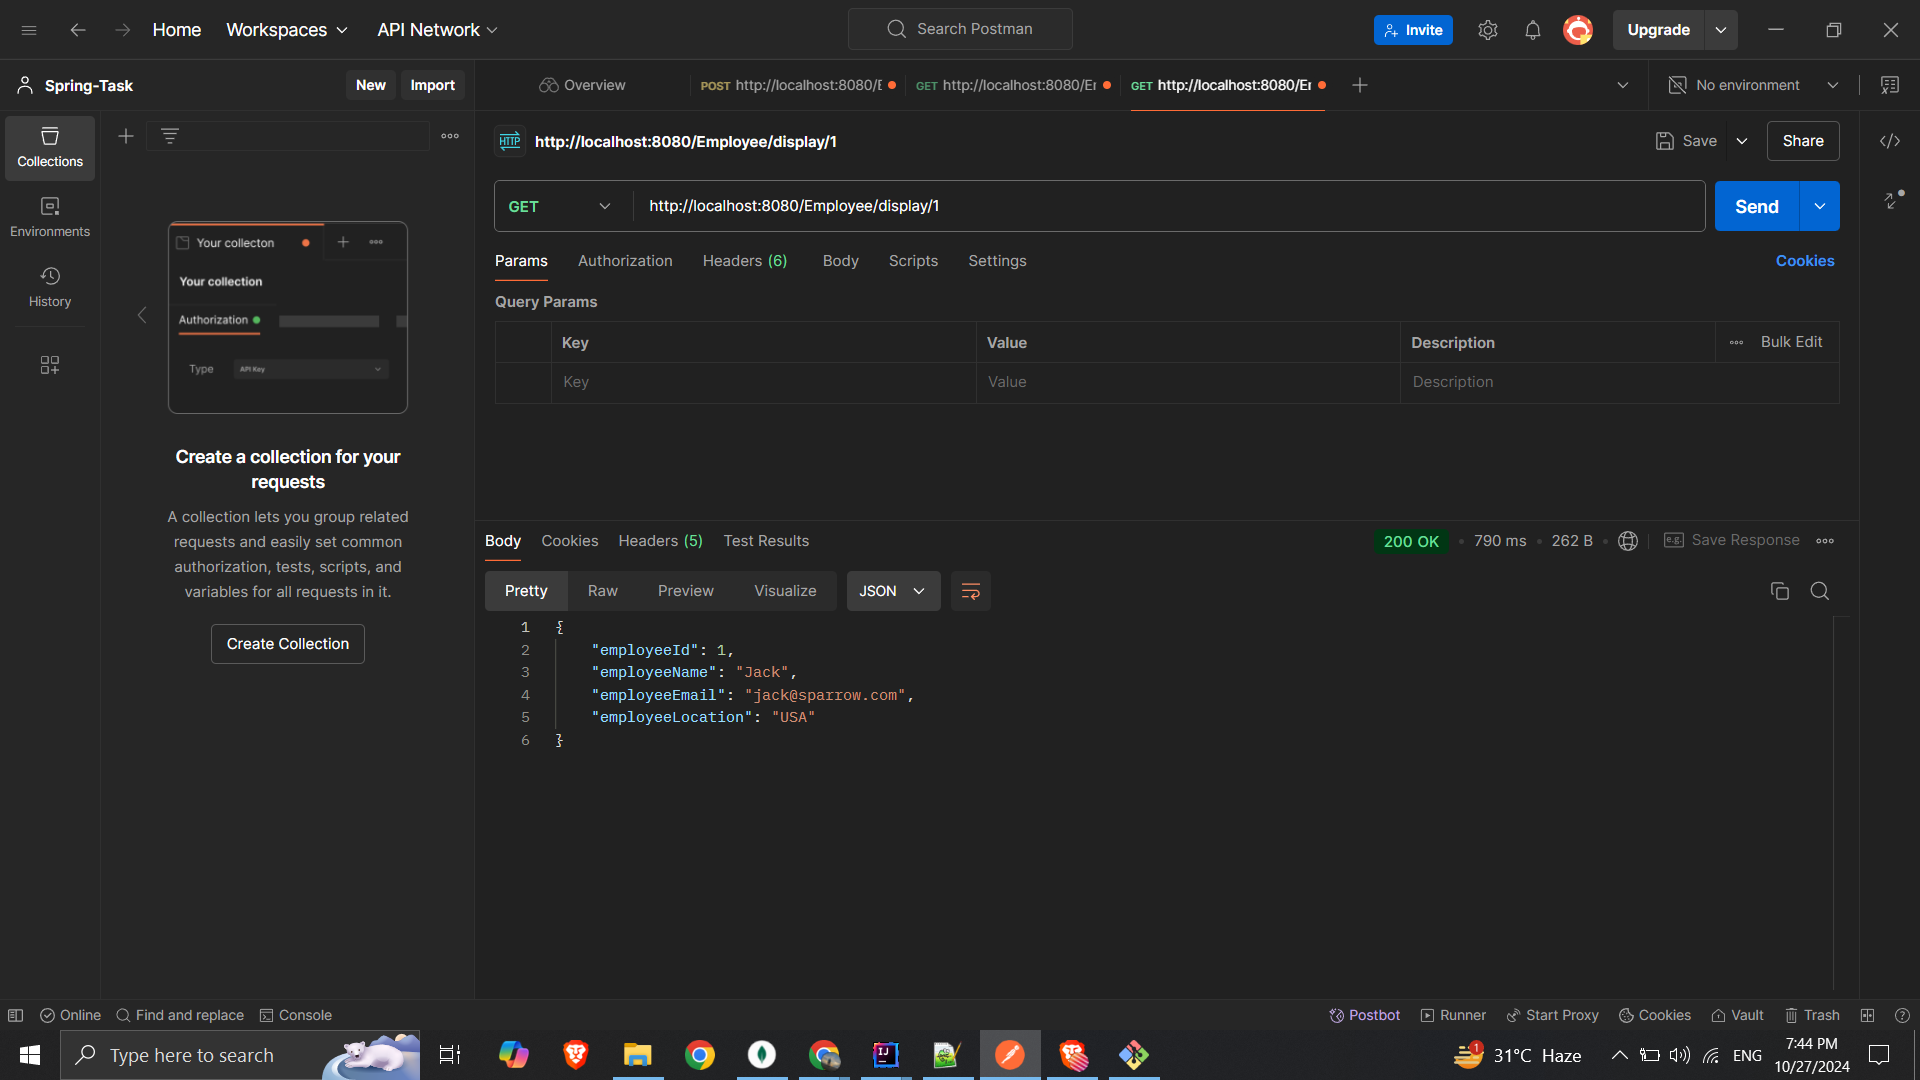 Home Workspaces API Network
Search Postman
Invite Upgrade
Spring-Task New Import
Overview
POST http://localhost:8080/E
GET http://localhost:8080/Er
GET http://localhost:8080/Er
No environment
Collections
Environments
History
Your collecton
Your collection
Authorization
Type API Key
Create a collection for your
requests
A collection lets you group related
requests and easily set common
authorization, tests, scripts, and
variables for all requests in it.
Create Collection
HTTP http://localhost:8080/Employee/display/1
Save Share
GET http://localhost:8080/Employee/display/1
Send
Params Authorization Headers (6) Body Scripts Settings Cookies
Query Params
Key Value Description Bulk Edit
Key Value Description
Body Cookies Headers (5) Test Results
200 OK 790 ms 262 B e.g. Save Response
Pretty Raw Preview Visualize JSON
1 {
2 "employeeId": 1,
3 "employeeName": "Jack",
4 "employeeEmail": "jack@sparrow.com",
5 "employeeLocation": "USA"
6 }
Online Find and replace Console
Postbot Runner Start Proxy Cookies Vault Trash
Type here to search
IJ
1
31°C Haze
ENG
7:44 PM
10/27/2024